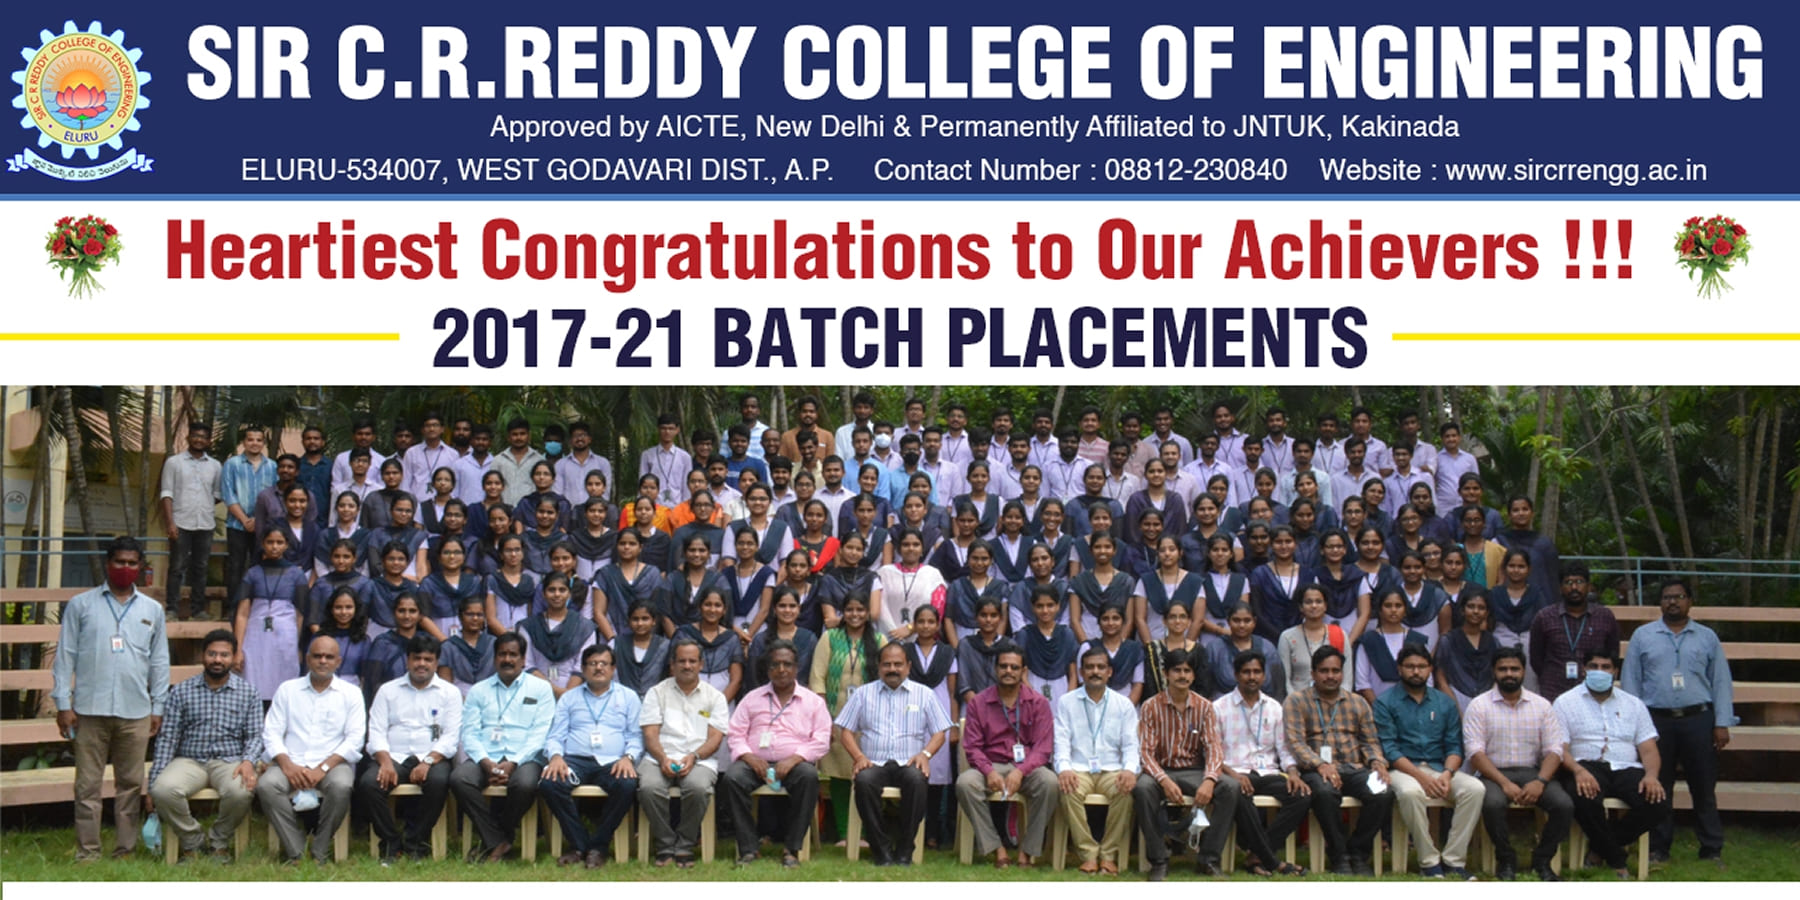 SIR C R REDDY COLLEGE OF ENGINEERING
ELURU
SIR C.R.REDDY COLLEGE OF ENGINEERING
Approved by AICTE, New Delhi & Permanently Affiliated to JNTUK, Kakinada
ELURU-534007, WEST GODAVARI DIST., A.P. Contact Number : 08812-230840 Website : www.sircrrengg.ac.in
Heartiest Congratulations to Our Achievers !!!
2017-21 BATCH PLACEMENTS